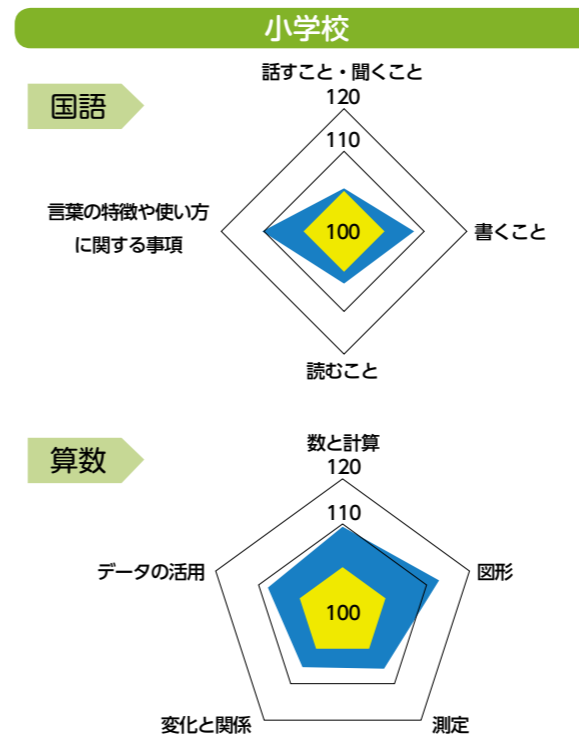 小学校
国語
話すこと・聞くこと
120
110
言葉の特徴や使い方
に関する事項
100
書くこと
読むこと
算数
数と計算
120
110
データの活用
図形
100
変化と関係
測定